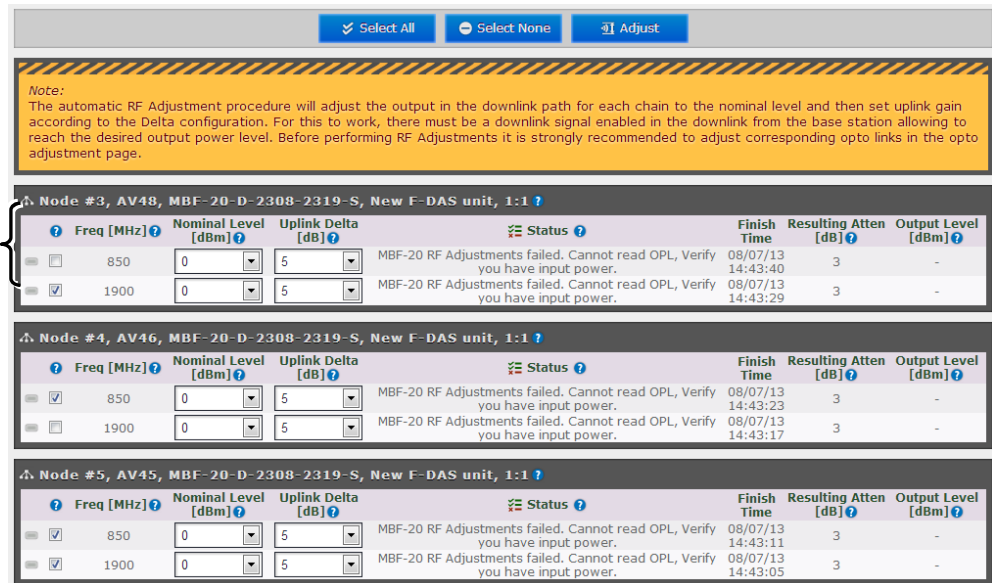 Select All Select None Adjust
Note:
The automatic RF Adjustment procedure will adjust the output in the downlink path for each chain to the nominal level and then set uplink gain
according to the Delta configuration. For this to work, there must be a downlink signal enabled in the downlink from the base station allowing to
reach the desired output power level. Before performing RF Adjustments it is strongly recommended to adjust corresponding opto links in the opto
adjustment page.
Node #3, AV48, MBF-20-D-2308-2319-S, New F-DAS unit, 1:1 ?
? Freq [MHz] ? Nominal Level [dBm] ? Uplink Delta [dB] ? Status ? Finish Time Resulting Atten [dB] ? Output Level [dBm] ?
850 0 5 MBF-20 RF Adjustments failed. Cannot read OPL, Verify you have input power. 08/07/13 14:43:40 3 -
1900 0 5 MBF-20 RF Adjustments failed. Cannot read OPL, Verify you have input power. 08/07/13 14:43:29 3 -
Node #4, AV46, MBF-20-D-2308-2319-S, New F-DAS unit, 1:1 ?
? Freq [MHz] ? Nominal Level [dBm] ? Uplink Delta [dB] ? Status ? Finish Time Resulting Atten [dB] ? Output Level [dBm] ?
850 0 5 MBF-20 RF Adjustments failed. Cannot read OPL, Verify you have input power. 08/07/13 14:43:23 3 -
1900 0 5 MBF-20 RF Adjustments failed. Cannot read OPL, Verify you have input power. 08/07/13 14:43:17 3 -
Node #5, AV45, MBF-20-D-2308-2319-S, New F-DAS unit, 1:1 ?
? Freq [MHz] ? Nominal Level [dBm] ? Uplink Delta [dB] ? Status ? Finish Time Resulting Atten [dB] ? Output Level [dBm] ?
850 0 5 MBF-20 RF Adjustments failed. Cannot read OPL, Verify you have input power. 08/07/13 14:43:11 3 -
1900 0 5 MBF-20 RF Adjustments failed. Cannot read OPL, Verify you have input power. 08/07/13 14:43:05 3 -